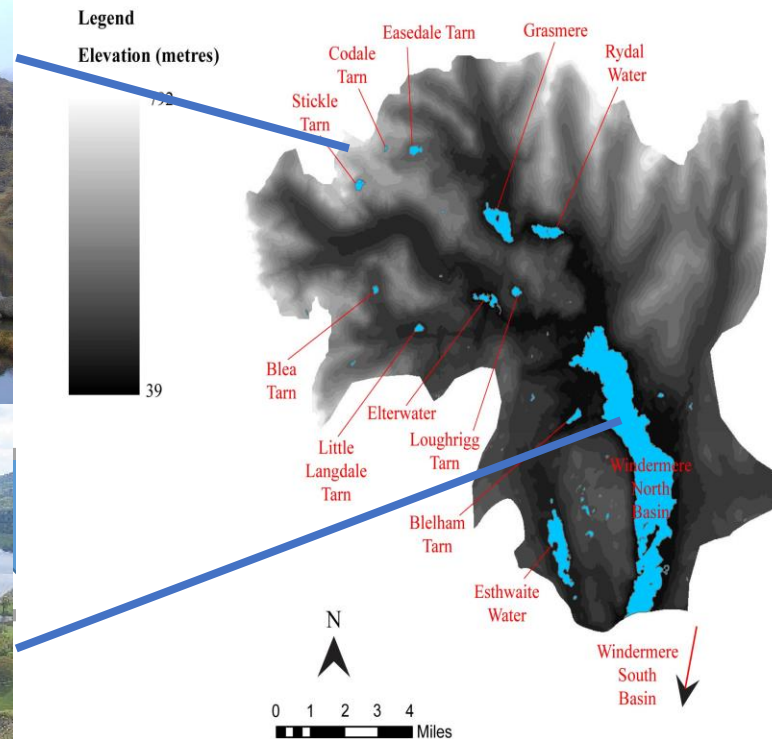 Legend
Elevation (metres)
792
39
Easedale Tarn
Grasmere
Codale
Tarn
Rydal
Water
Stickle
Tarn
Blea
Tarn
Elterwater
Little
Langdale
Tarn
Loughrigg
Tarn
Blelham
Tarn
Windermere
North
Basin
Esthwaite
Water
Windermere
South
Basin
N
0 1 2 3 4
Miles